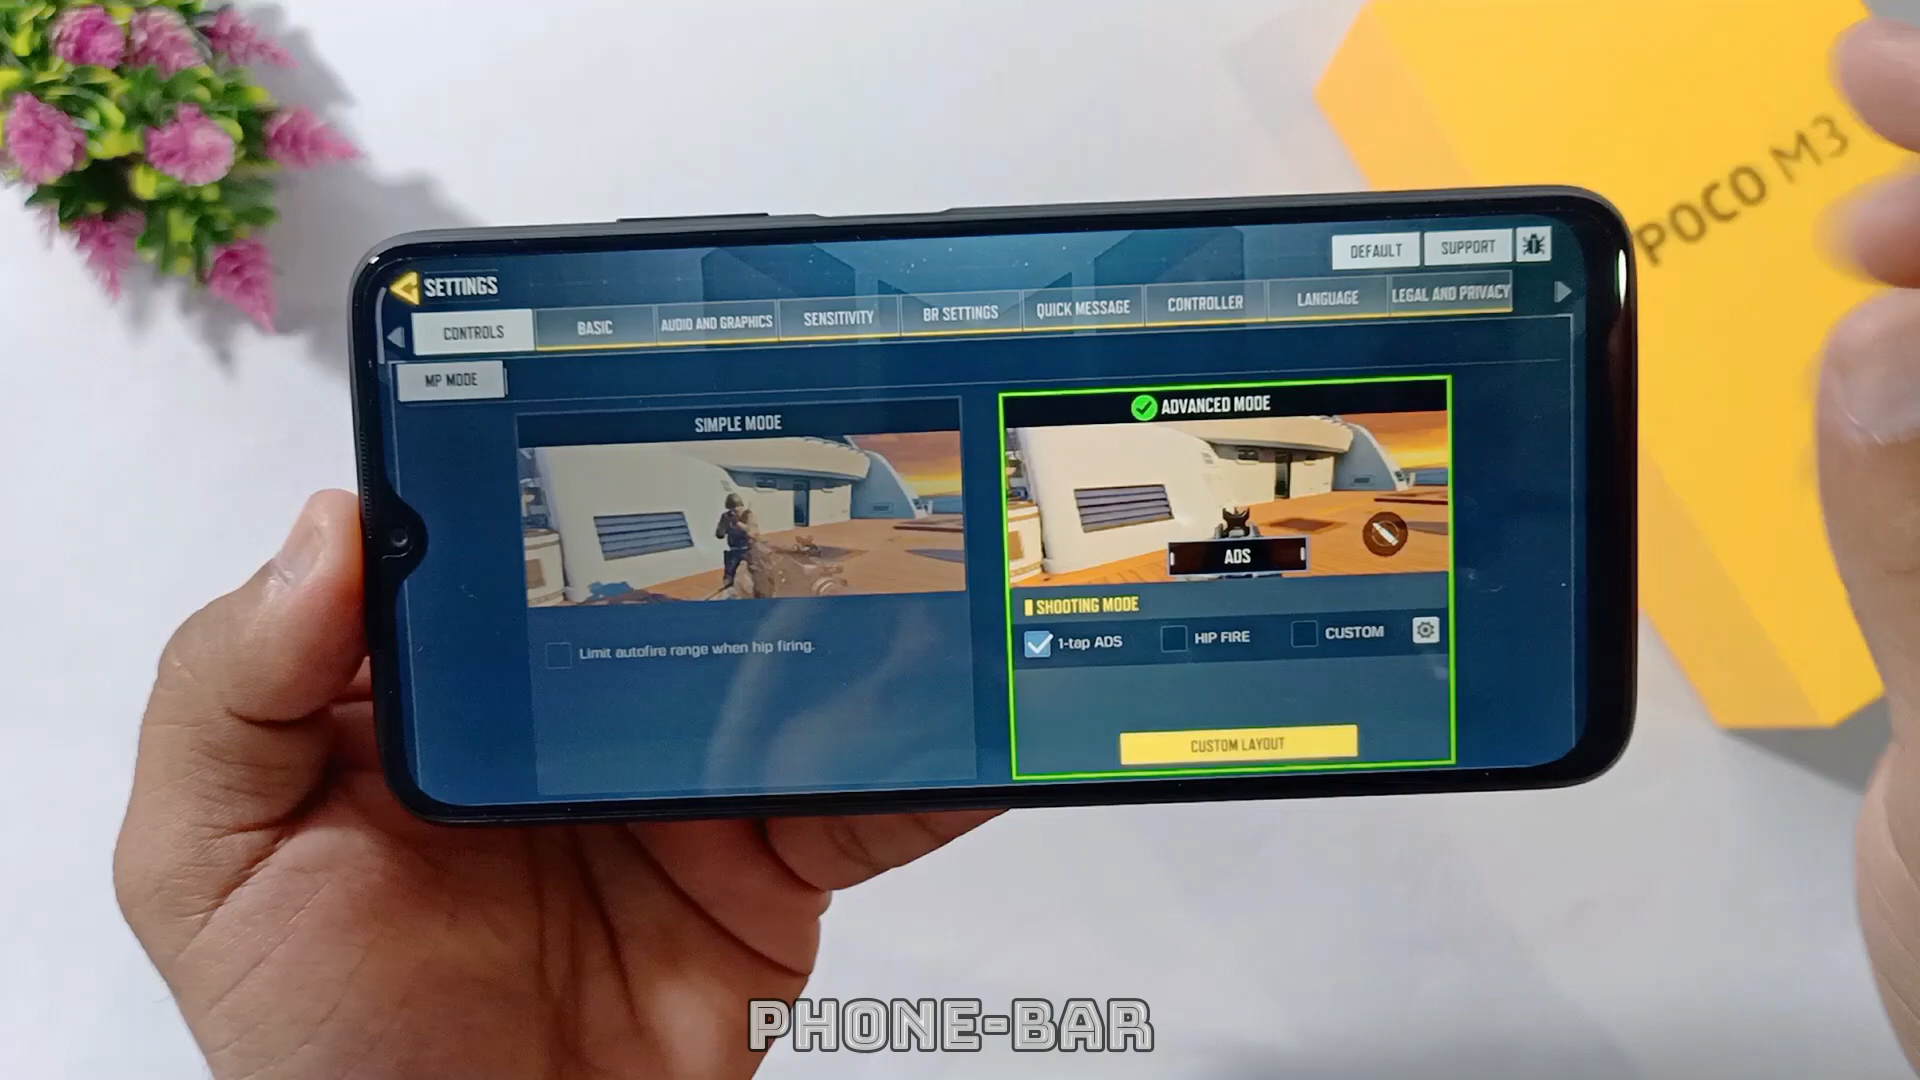 POCO M3
DEFAULT
SUPPORT
SETTINGS
CONTROLS
BASIC
AUDIO AND GRAPHICS
SENSITIVITY
BR SETTINGS
QUICK MESSAGE
CONTROLLER
LANGUAGE
LEGAL AND PRIVACY
MP MODE
SIMPLE MODE
ADVANCED MODE
ADS
SHOOTING MODE
Limit autofire range when hip firing.
1-tap ADS
HIP FIRE
CUSTOM
CUSTOM LAYOUT
PHONE-BAR